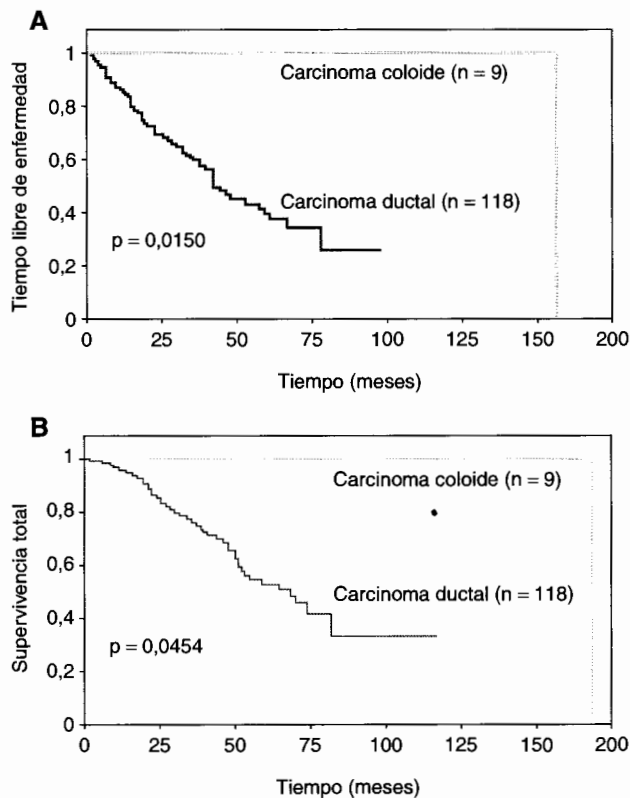 A
Tiempo libre de enfermedad
1
0,8
0,6
0,4
0,2
0
Carcinoma coloide (n = 9)
Carcinoma ductal (n = 118)
p = 0,0150
0 25 50 75 100 125 150 175 200
Tiempo (meses)
B
Supervivencia total
1
0,8
0,6
0,4
0,2
0
Carcinoma coloide (n = 9)
Carcinoma ductal (n = 118)
p = 0,0454
0 25 50 75 100 125 150 175 200
Tiempo (meses)